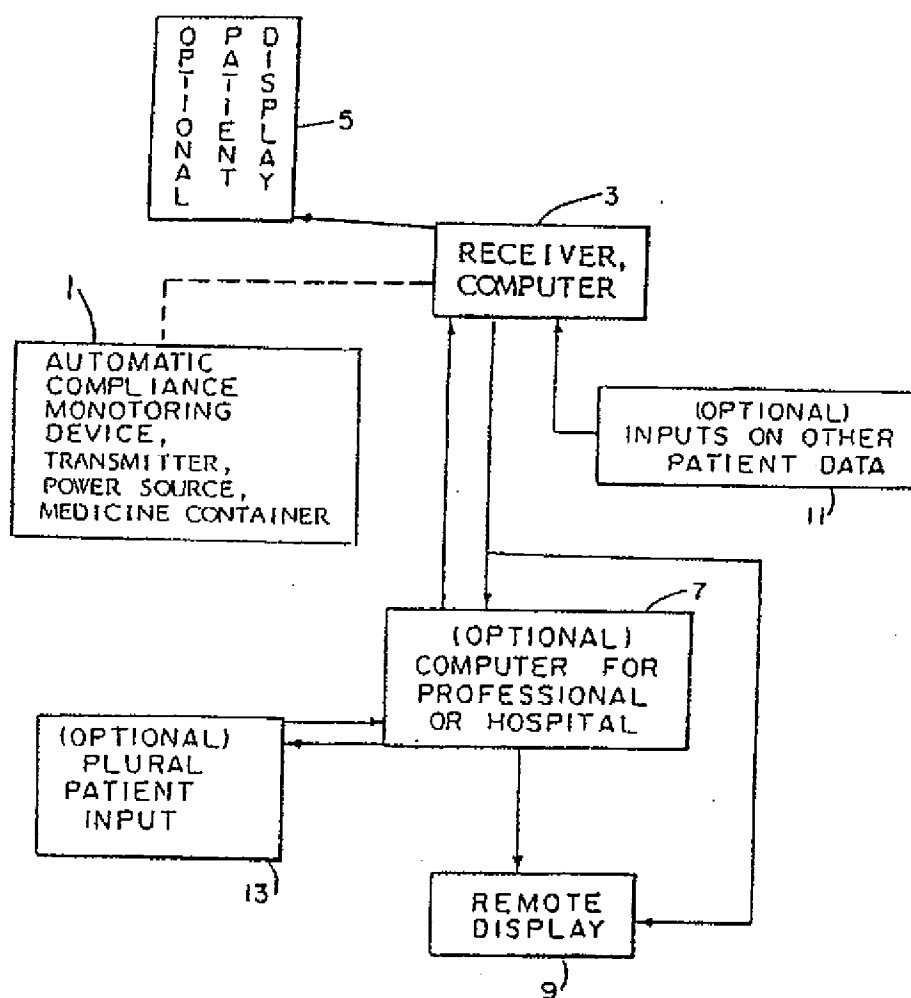 OPTIONAL
PATIENT
DISPLAY
5
3
RECEIVER,
COMPUTER
1
AUTOMATIC
COMPLIANCE
MONOTORING
DEVICE,
TRANSMITTER,
POWER SOURCE,
MEDICINE CONTAINER
(OPTIONAL)
INPUTS ON OTHER
PATIENT DATA
11
7
(OPTIONAL)
COMPUTER FOR
PROFESSIONAL
OR HOSPITAL
(OPTIONAL)
PLURAL
PATIENT
INPUT
13
REMOTE
DISPLAY
9